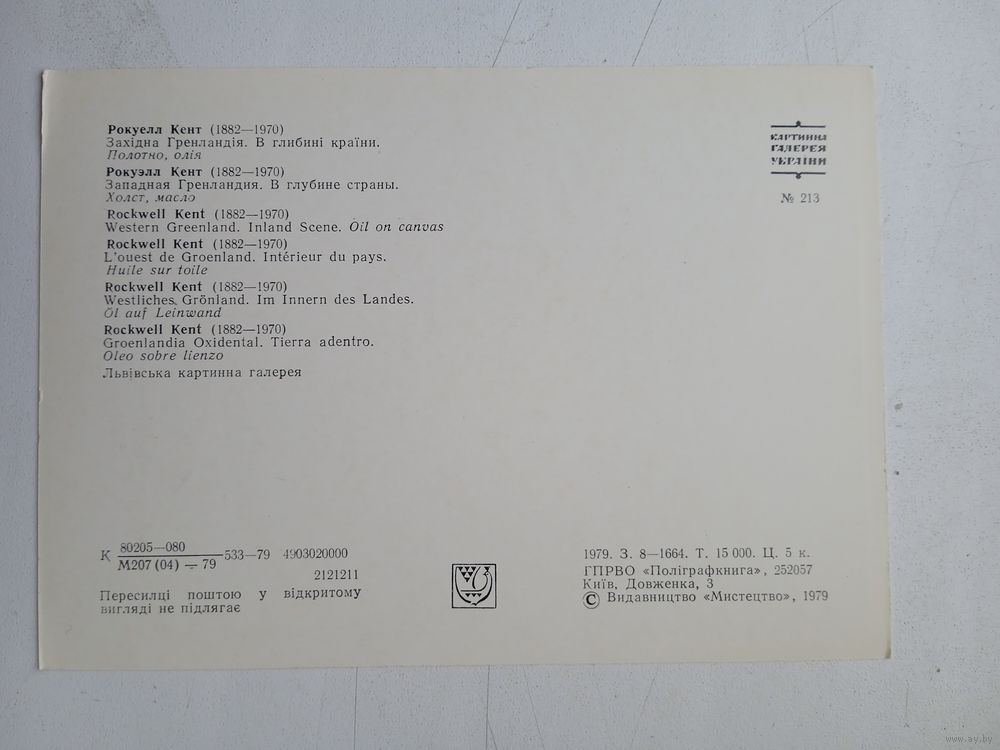 Рокуелл Кент (1882—1970)
Західна Гренландія. В глибині країни.
Полотно, олія
Рокуэлл Кент (1882—1970)
Западная Гренландия. В глубине страны.
Холст, масло
Rockwell Kent (1882—1970)
Western Greenland. Inland Scene. Oil on canvas
Rockwell Kent (1882—1970)
L'ouest de Groenland. Intérieur du pays.
Huile sur toile
Rockwell Kent (1882—1970)
Westliches Grönland. Im Innern des Landes.
Öl auf Leinwand
Rockwell Kent (1882—1970)
Groenlandia Oxidental. Tierra adentro.
Oleo sobre lienzo
Львівська картинна галерея
КАРТИННА
ГАЛЕРЕЯ
УКРАЇНИ
№ 213
К 80205—080
М207 (04) — 79
533—79 4903020000
2121211
Пересилці поштою у відкритому
вигляді не підлягає
1979. З. 8—1664. Т. 15 000. Ц. 5 к.
ГПРВО «Поліграфкнига», 252057
Київ, Довженка, 3
© Видавництво «Мистецтво», 1979
www.ay.by